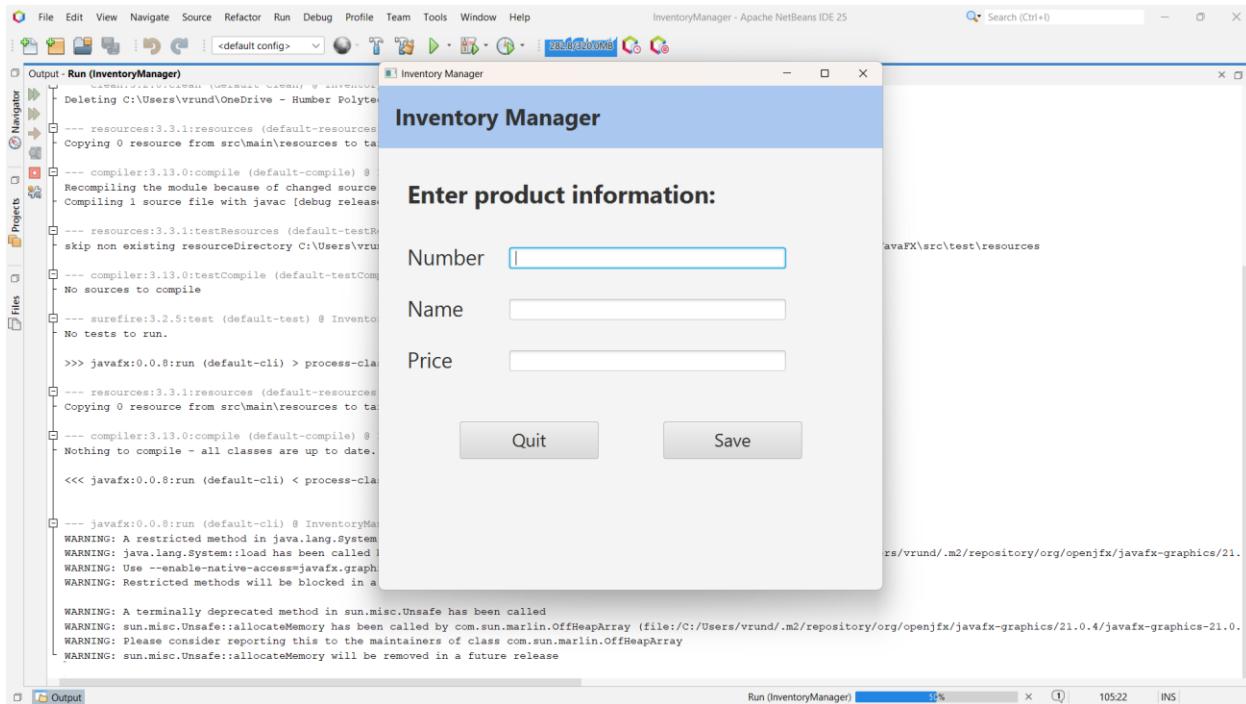 File Edit View Navigate Source Refactor Run Debug Profile Team Tools Window Help InventoryManager - Apache NetBeans IDE 25 Search (Ctrl+I)
<default config> 282.8/320.0MB
Output - Run (InventoryManager)
Navigator
Projects
Files
Deleting C:\Users\vrund\OneDrive - Humber Polyte
--- resources:3.3.1:resources (default-resources
Copying 0 resource from src\main\resources to ta
--- compiler:3.13.0:compile (default-compile) @
Recompiling the module because of changed source
Compiling 1 source file with javac [debug releas
--- resources:3.3.1:testResources (default-testR
skip non existing resourceDirectory C:\Users\vru avaFX\src\test\resources
--- compiler:3.13.0:testCompile (default-testCom
No sources to compile
--- surefire:3.2.5:test (default-test) @ Invento
No tests to run.
>>> javafx:0.0.8:run (default-cli) > process-cla
--- resources:3.3.1:resources (default-resources
Copying 0 resource from src\main\resources to ta
--- compiler:3.13.0:compile (default-compile) @
Nothing to compile - all classes are up to date.
<<< javafx:0.0.8:run (default-cli) < process-cla
--- javafx:0.0.8:run (default-cli) @ InventoryMa
WARNING: A restricted method in java.lang.System
WARNING: java.lang.System::load has been called rs/vrund/.m2/repository/org/openjfx/javafx-graphics/21.
WARNING: Use --enable-native-access=javafx.graph
WARNING: Restricted methods will be blocked in a
WARNING: A terminally deprecated method in sun.misc.Unsafe has been called
WARNING: sun.misc.Unsafe::allocateMemory has been called by com.sun.marlin.OffHeapArray (file:/C:/Users/vrund/.m2/repository/org/openjfx/javafx-graphics/21.0.4/javafx-graphics-21.0.
WARNING: Please consider reporting this to the maintainers of class com.sun.marlin.OffHeapArray
WARNING: sun.misc.Unsafe::allocateMemory will be removed in a future release
Inventory Manager
Inventory Manager
Enter product information:
Number
Name
Price
Quit Save
Output Run (InventoryManager) 50% 1 105:22 INS